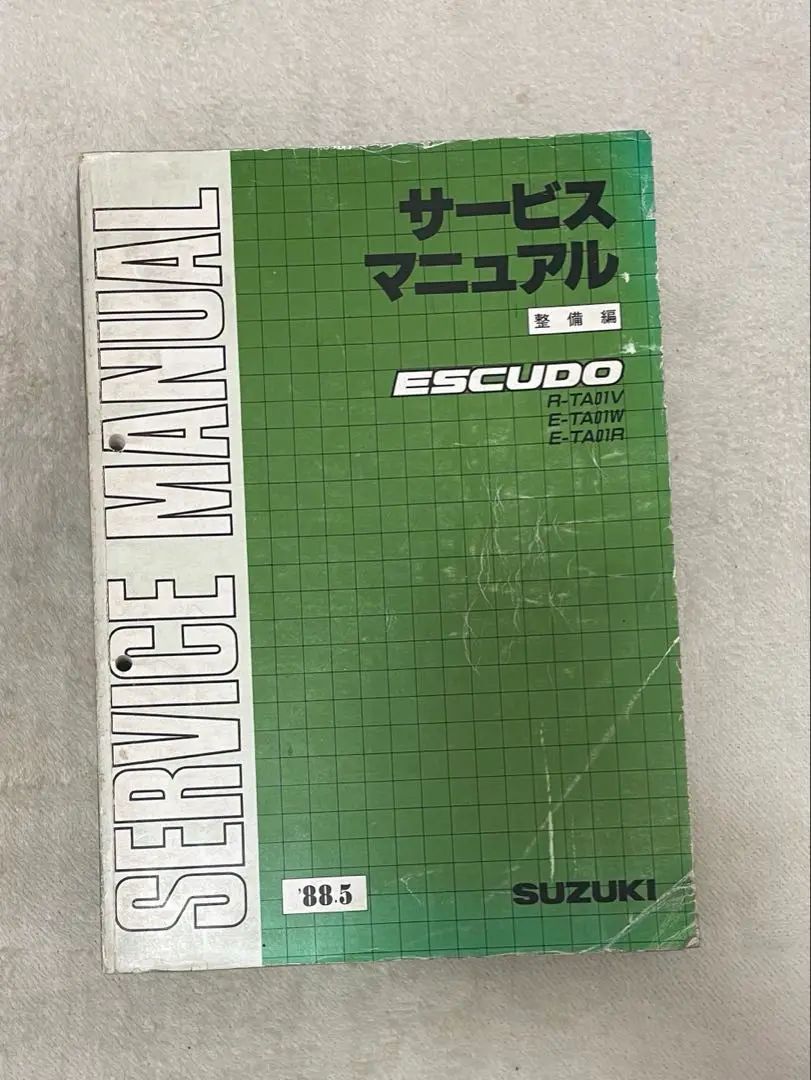 SERVICE MANUAL
サービス
マニュアル
整備編
ESCUDO
R-TA01V
E-TA01W
E-TA01R
'88.5
SUZUKI